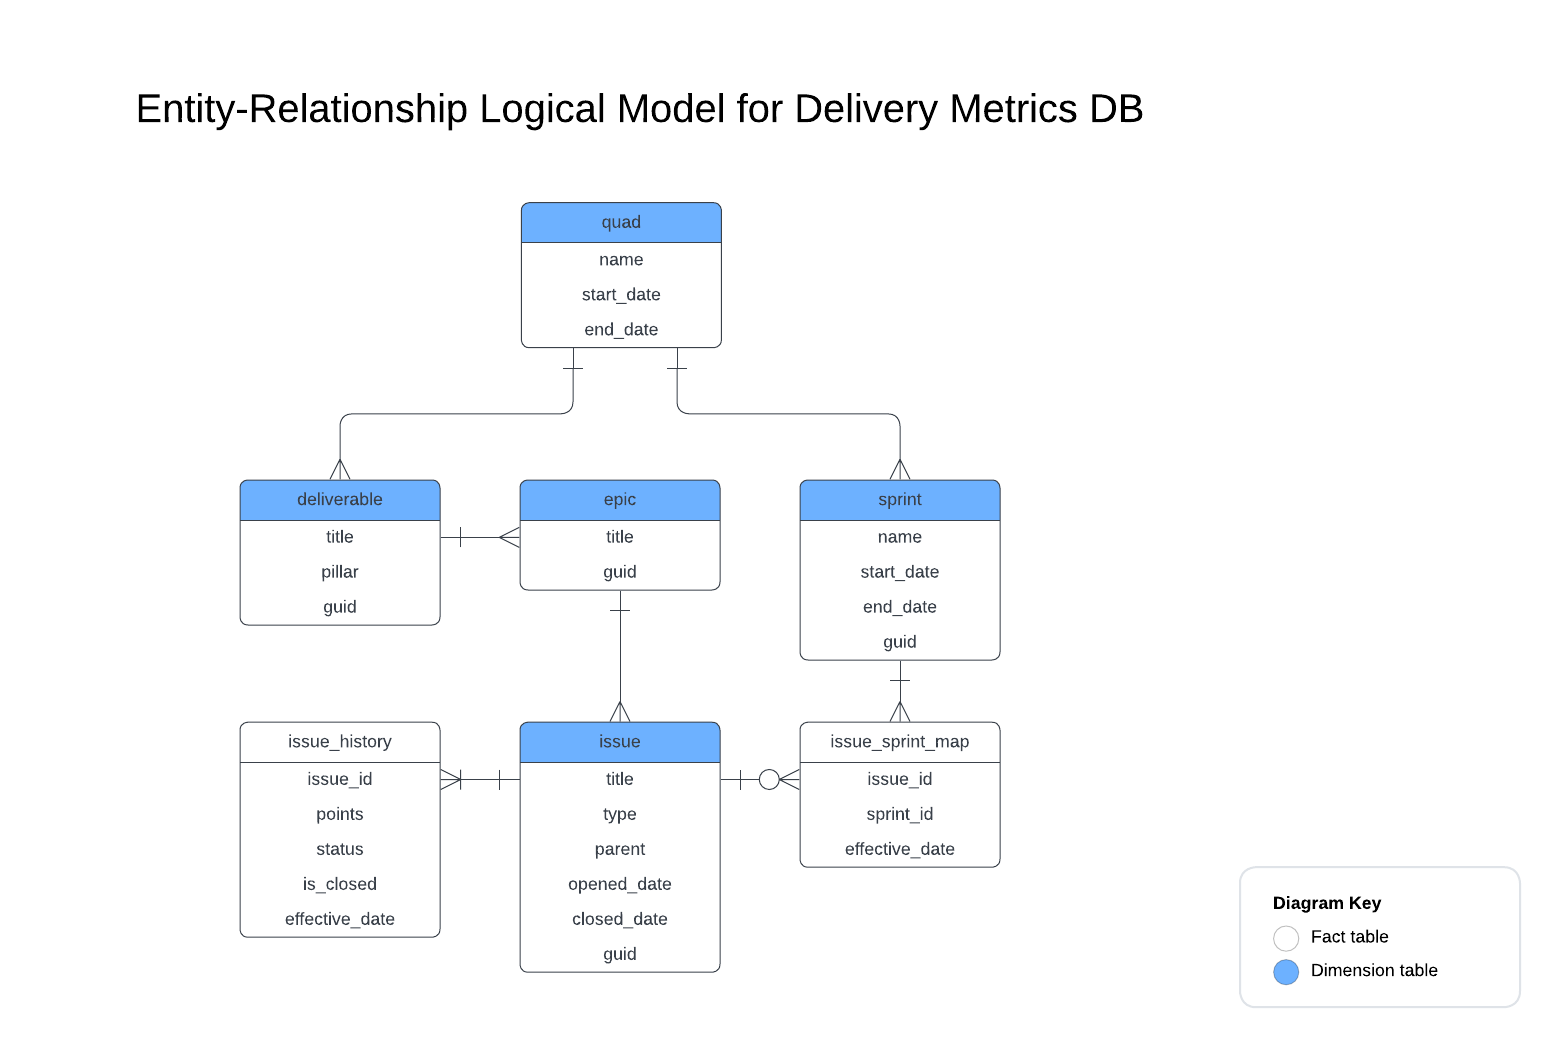 Entity-Relationship Logical Model for Delivery Metrics DB
quad
name
start_date
end_date
deliverable
title
pillar
guid
epic
title
guid
sprint
name
start_date
end_date
guid
issue_history
issue_id
points
status
is_closed
effective_date
issue
title
type
parent
opened_date
closed_date
guid
issue_sprint_map
issue_id
sprint_id
effective_date
Diagram Key
Fact table
Dimension table